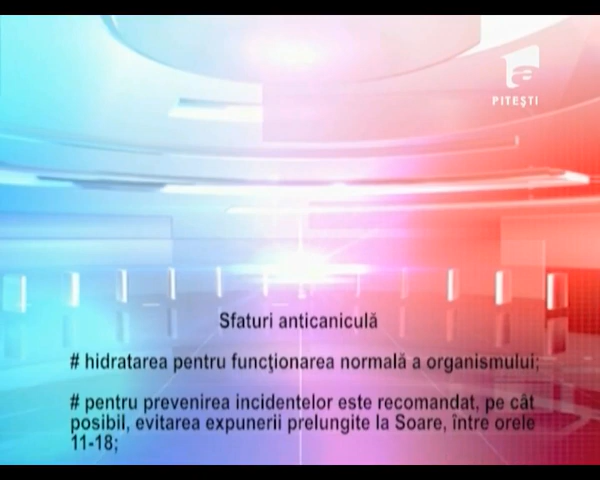 PITEŞTI
Sfaturi anticaniculă
# hidratarea pentru funcţionarea normală a organismului;
# pentru prevenirea incidentelor este recomandat, pe cât
posibil, evitarea expunerii prelungite la Soare, între orele
11-18;